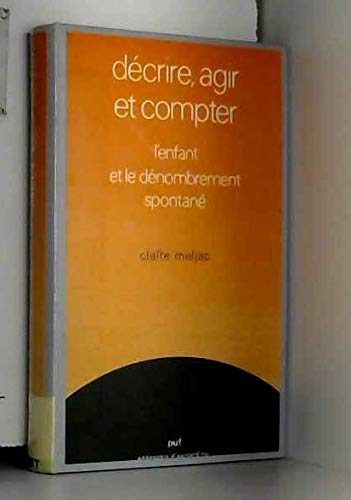 décrire, agir
et compter
l'enfant
et le dénombrement
spontané
claire meljac
puf